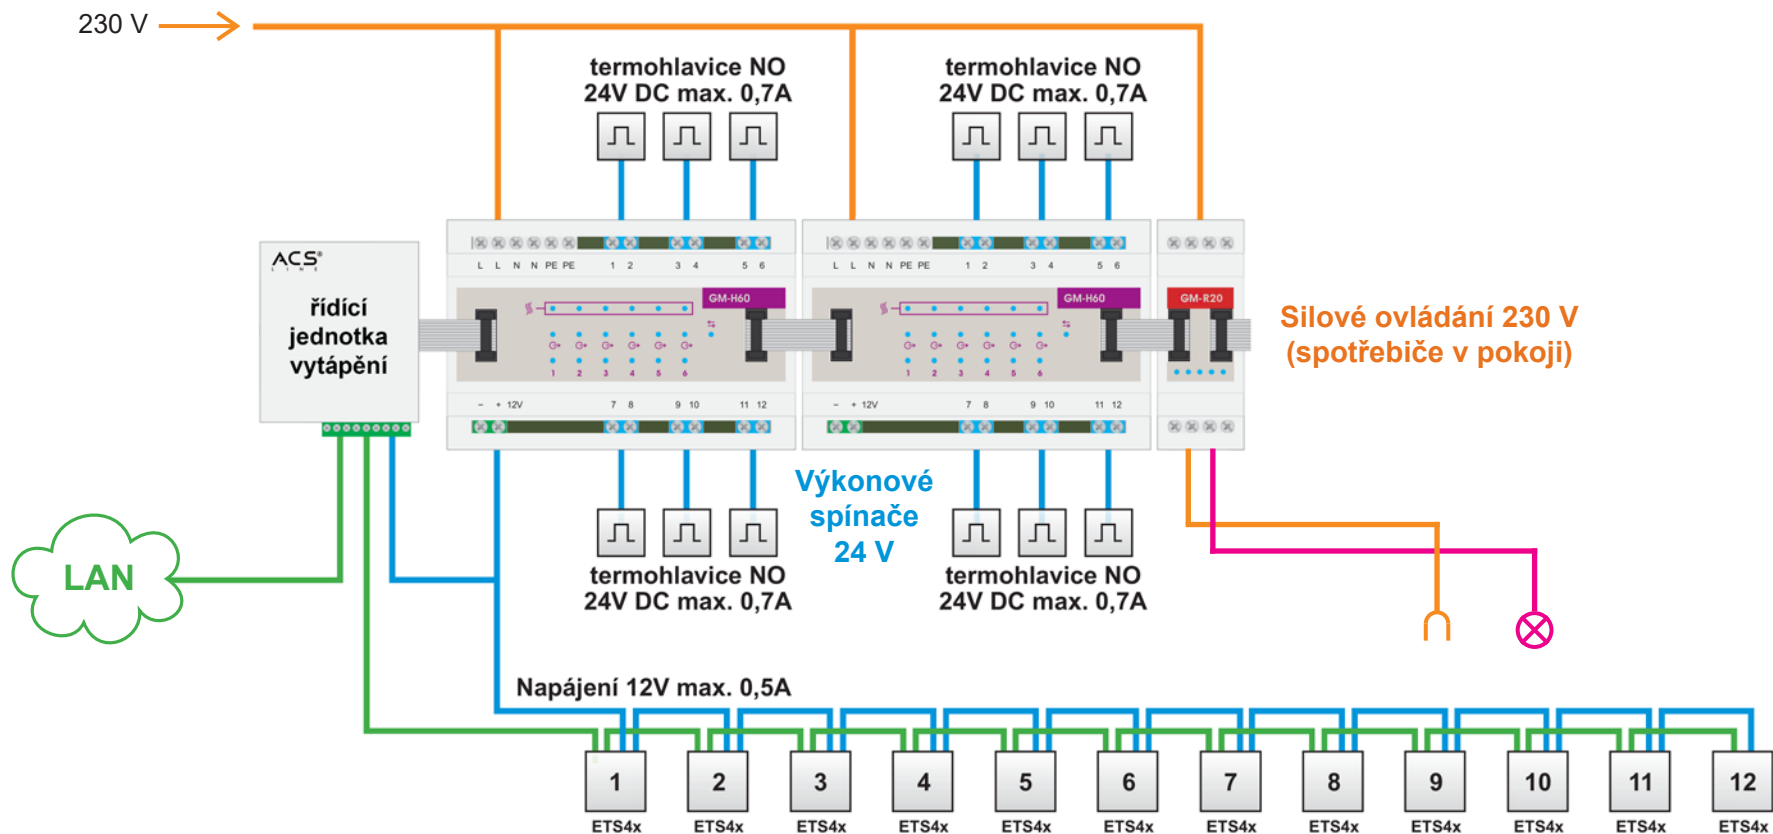 230 V
termohlavice NO
24V DC max. 0,7A
termohlavice NO
24V DC max. 0,7A
ACS®
LINE
řídící
jednotka
vytápění
L L N N PE PE 1 2 3 4 5 6
GM-H60
1 2 3 4 5 6
– + 12V 7 8 9 10 11 12
L L N N PE PE 1 2 3 4 5 6
GM-H60
1 2 3 4 5 6
– + 12V 7 8 9 10 11 12
GM-R20
Silové ovládání 230 V
(spotřebiče v pokoji)
Výkonové
spínače
24 V
termohlavice NO
24V DC max. 0,7A
termohlavice NO
24V DC max. 0,7A
LAN
Napájení 12V max. 0,5A
1 2 3 4 5 6 7 8 9 10 11 12
ETS4x ETS4x ETS4x ETS4x ETS4x ETS4x ETS4x ETS4x ETS4x ETS4x ETS4x ETS4x